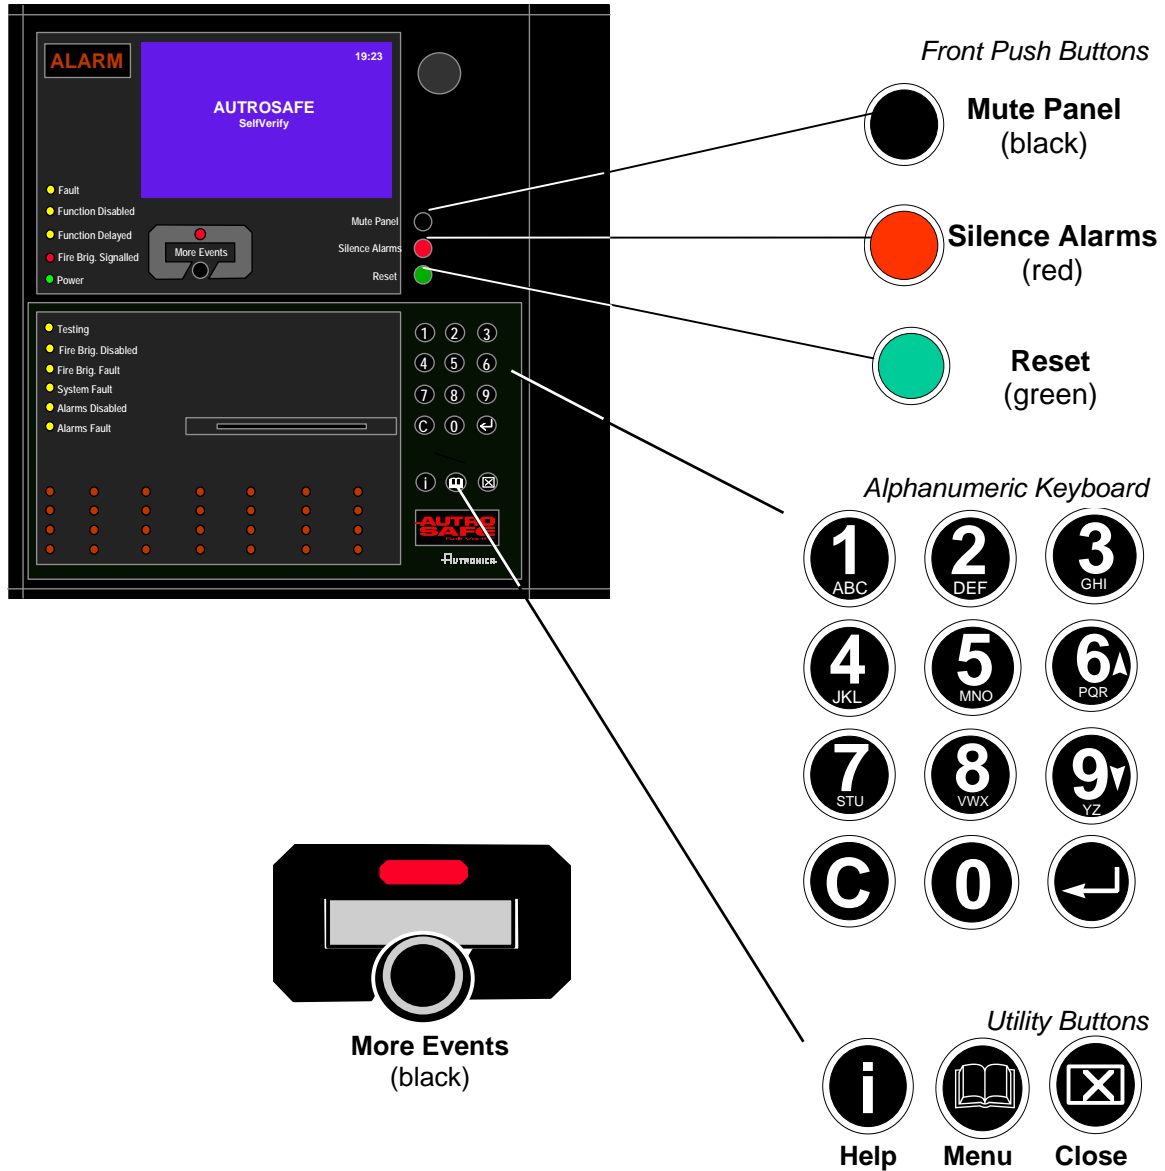 ALARM
19:23
AUTROSAFE
SelfVerify
Fault
Function Disabled
Function Delayed
Fire Brig. Signalled
Power
More Events
Mute Panel
Silence Alarms
Reset
Testing
Fire Brig. Disabled
Fire Brig. Fault
System Fault
Alarms Disabled
Alarms Fault
1 2 3
4 5 6
7 8 9
C 0
i
AUTRO
SAFE
AUTRONICA
Front Push Buttons
Mute Panel
(black)
Silence Alarms
(red)
Reset
(green)
Alphanumeric Keyboard
1 2 3
ABC DEF GHI
4 5 6
JKL MNO PQR
7 8 9
STU VWX YZ
C 0
More Events
(black)
Utility Buttons
i
Help Menu Close